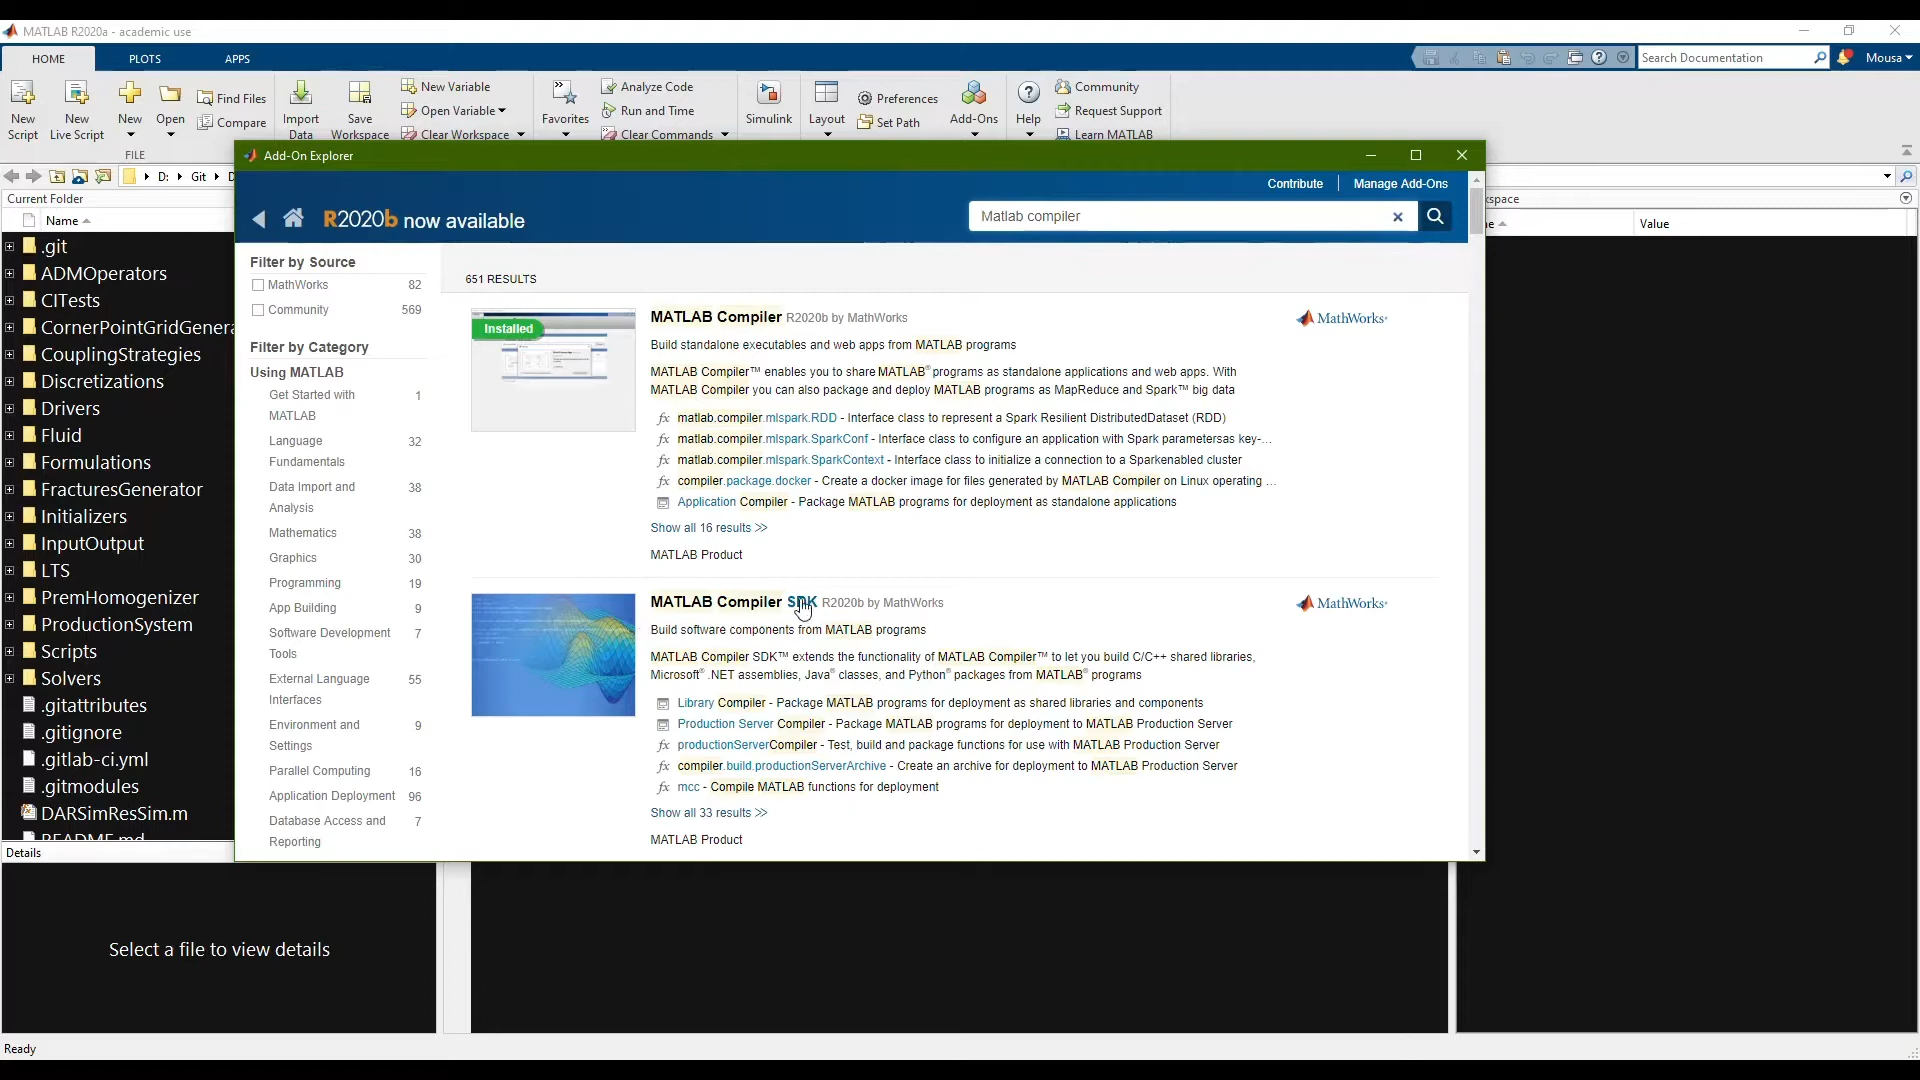 MATLAB R2020a - academic use
HOME
PLOTS
APPS
Search Documentation
Mousa
New Script
New Live Script
New
Open
Find Files
Compare
FILE
Import Data
Save Workspace
New Variable
Open Variable
Clear Workspace
Favorites
Analyze Code
Run and Time
Clear Commands
Simulink
Layout
Preferences
Set Path
Add-Ons
Help
Community
Request Support
Learn MATLAB
D:
Git
Current Folder
Name
.git
ADMOperators
CITests
CornerPointGridGenera
CouplingStrategies
Discretizations
Drivers
Fluid
Formulations
FracturesGenerator
Initializers
InputOutput
LTS
PremHomogenizer
ProductionSystem
Scripts
Solvers
.gitattributes
.gitignore
.gitlab-ci.yml
.gitmodules
DARSimResSim.m
README.md
Details
Select a file to view details
Ready
Value
Add-On Explorer
Contribute
Manage Add-Ons
R2020b now available
Matlab compiler
Filter by Source
MathWorks 82
Community 569
Filter by Category
Using MATLAB
Get Started with 1
MATLAB
Language 32
Fundamentals
Data Import and 38
Analysis
Mathematics 38
Graphics 30
Programming 19
App Building 9
Software Development 7
Tools
External Language 55
Interfaces
Environment and 9
Settings
Parallel Computing 16
Application Deployment 96
Database Access and 7
Reporting
651 RESULTS
Installed
MATLAB Compiler R2020b by MathWorks
MathWorks®
Build standalone executables and web apps from MATLAB programs
MATLAB Compiler™ enables you to share MATLAB® programs as standalone applications and web apps. With
MATLAB Compiler you can also package and deploy MATLAB programs as MapReduce and Spark™ big data
fx matlab.compiler.mlspark.RDD - Interface class to represent a Spark Resilient DistributedDataset (RDD)
fx matlab.compiler.mlspark.SparkConf - Interface class to configure an application with Spark parametersas key-...
fx matlab.compiler.mlspark.SparkContext - Interface class to initialize a connection to a Sparkenabled cluster
fx compiler.package.docker - Create a docker image for files generated by MATLAB Compiler on Linux operating ...
Application Compiler - Package MATLAB programs for deployment as standalone applications
Show all 16 results >>
MATLAB Product
MATLAB Compiler SDK R2020b by MathWorks
MathWorks®
Build software components from MATLAB programs
MATLAB Compiler SDK™ extends the functionality of MATLAB Compiler™ to let you build C/C++ shared libraries,
Microsoft® .NET assemblies, Java® classes, and Python® packages from MATLAB® programs
Library Compiler - Package MATLAB programs for deployment as shared libraries and components
Production Server Compiler - Package MATLAB programs for deployment to MATLAB Production Server
fx productionServerCompiler - Test, build and package functions for use with MATLAB Production Server
fx compiler.build.productionServerArchive - Create an archive for deployment to MATLAB Production Server
fx mcc - Compile MATLAB functions for deployment
Show all 33 results >>
MATLAB Product